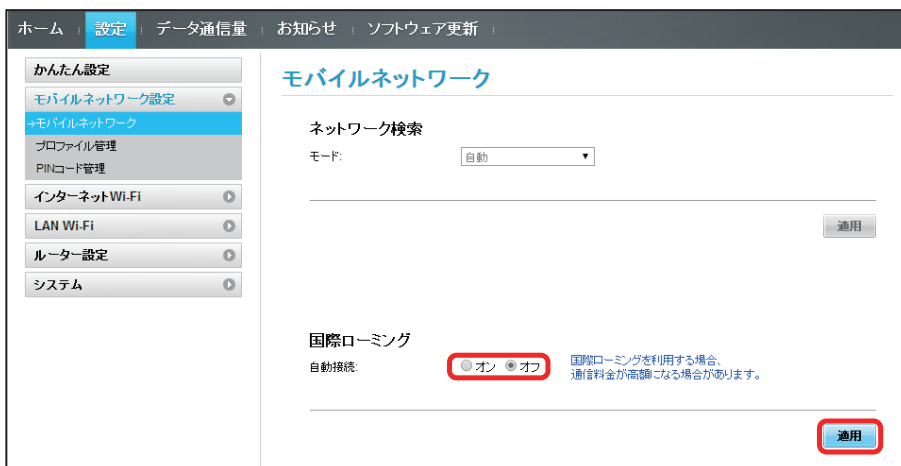 ホーム 設定 データ通信量 お知らせ ソフトウェア更新
かんたん設定
モバイルネットワーク設定
→モバイルネットワーク
プロファイル管理
PINコード管理
インターネットWi-Fi
LAN Wi-Fi
ルーター設定
システム
モバイルネットワーク
ネットワーク検索
モード: 自動
適用
国際ローミング
自動接続: オン オフ 国際ローミングを利用する場合、
通信料金が高額になる場合があります。
適用